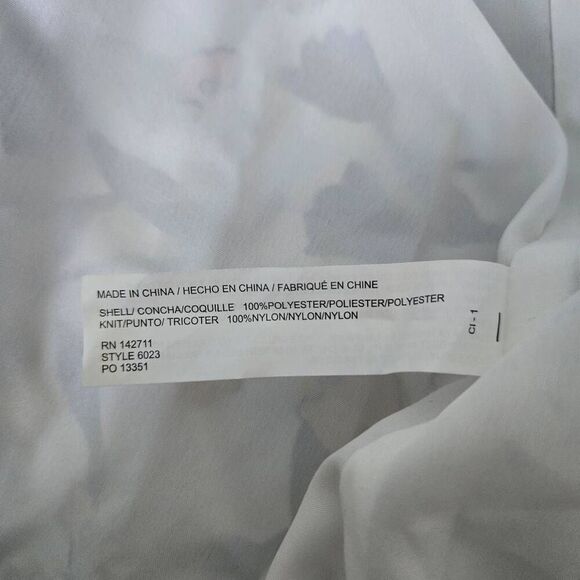 MADE IN CHINA / HECHO EN CHINA / FABRIQUÉ EN CHINE
SHELL/ CONCHA/COQUILLE 100%POLYESTER/POLIESTER/POLYESTER
KNIT/PUNTO/ TRICOTER 100%NYLON/NYLON/NYLON
RN 142711
STYLE 6023
PO 13351
CI - 1